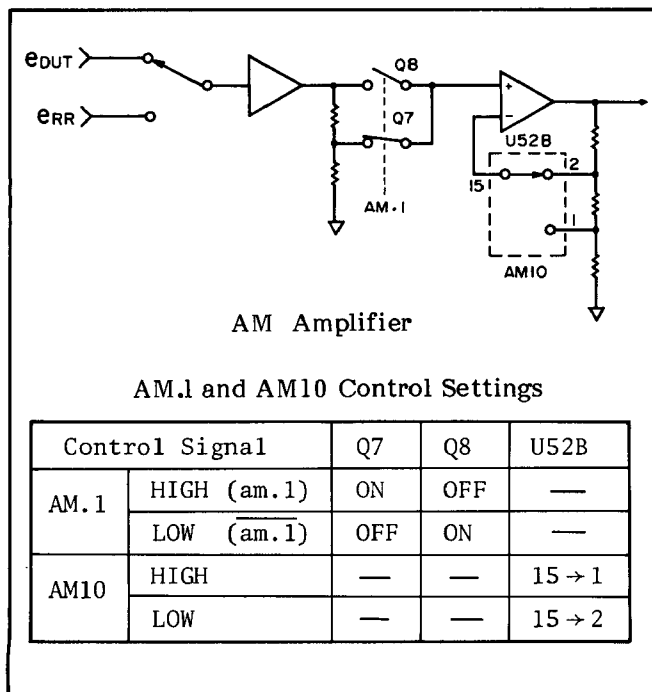 eDUT
eRR
Q8
Q7
AM.1
+
−
U52B
15
2
1
AM10
AM Amplifier
AM.1 and AM10 Control Settings
Control Signal Q7 Q8 U52B
AM.1 HIGH (am.1) ON OFF —
LOW (a̅m̅.̅1̅) OFF ON —
AM10 HIGH — — 15 → 1
LOW — — 15 → 2